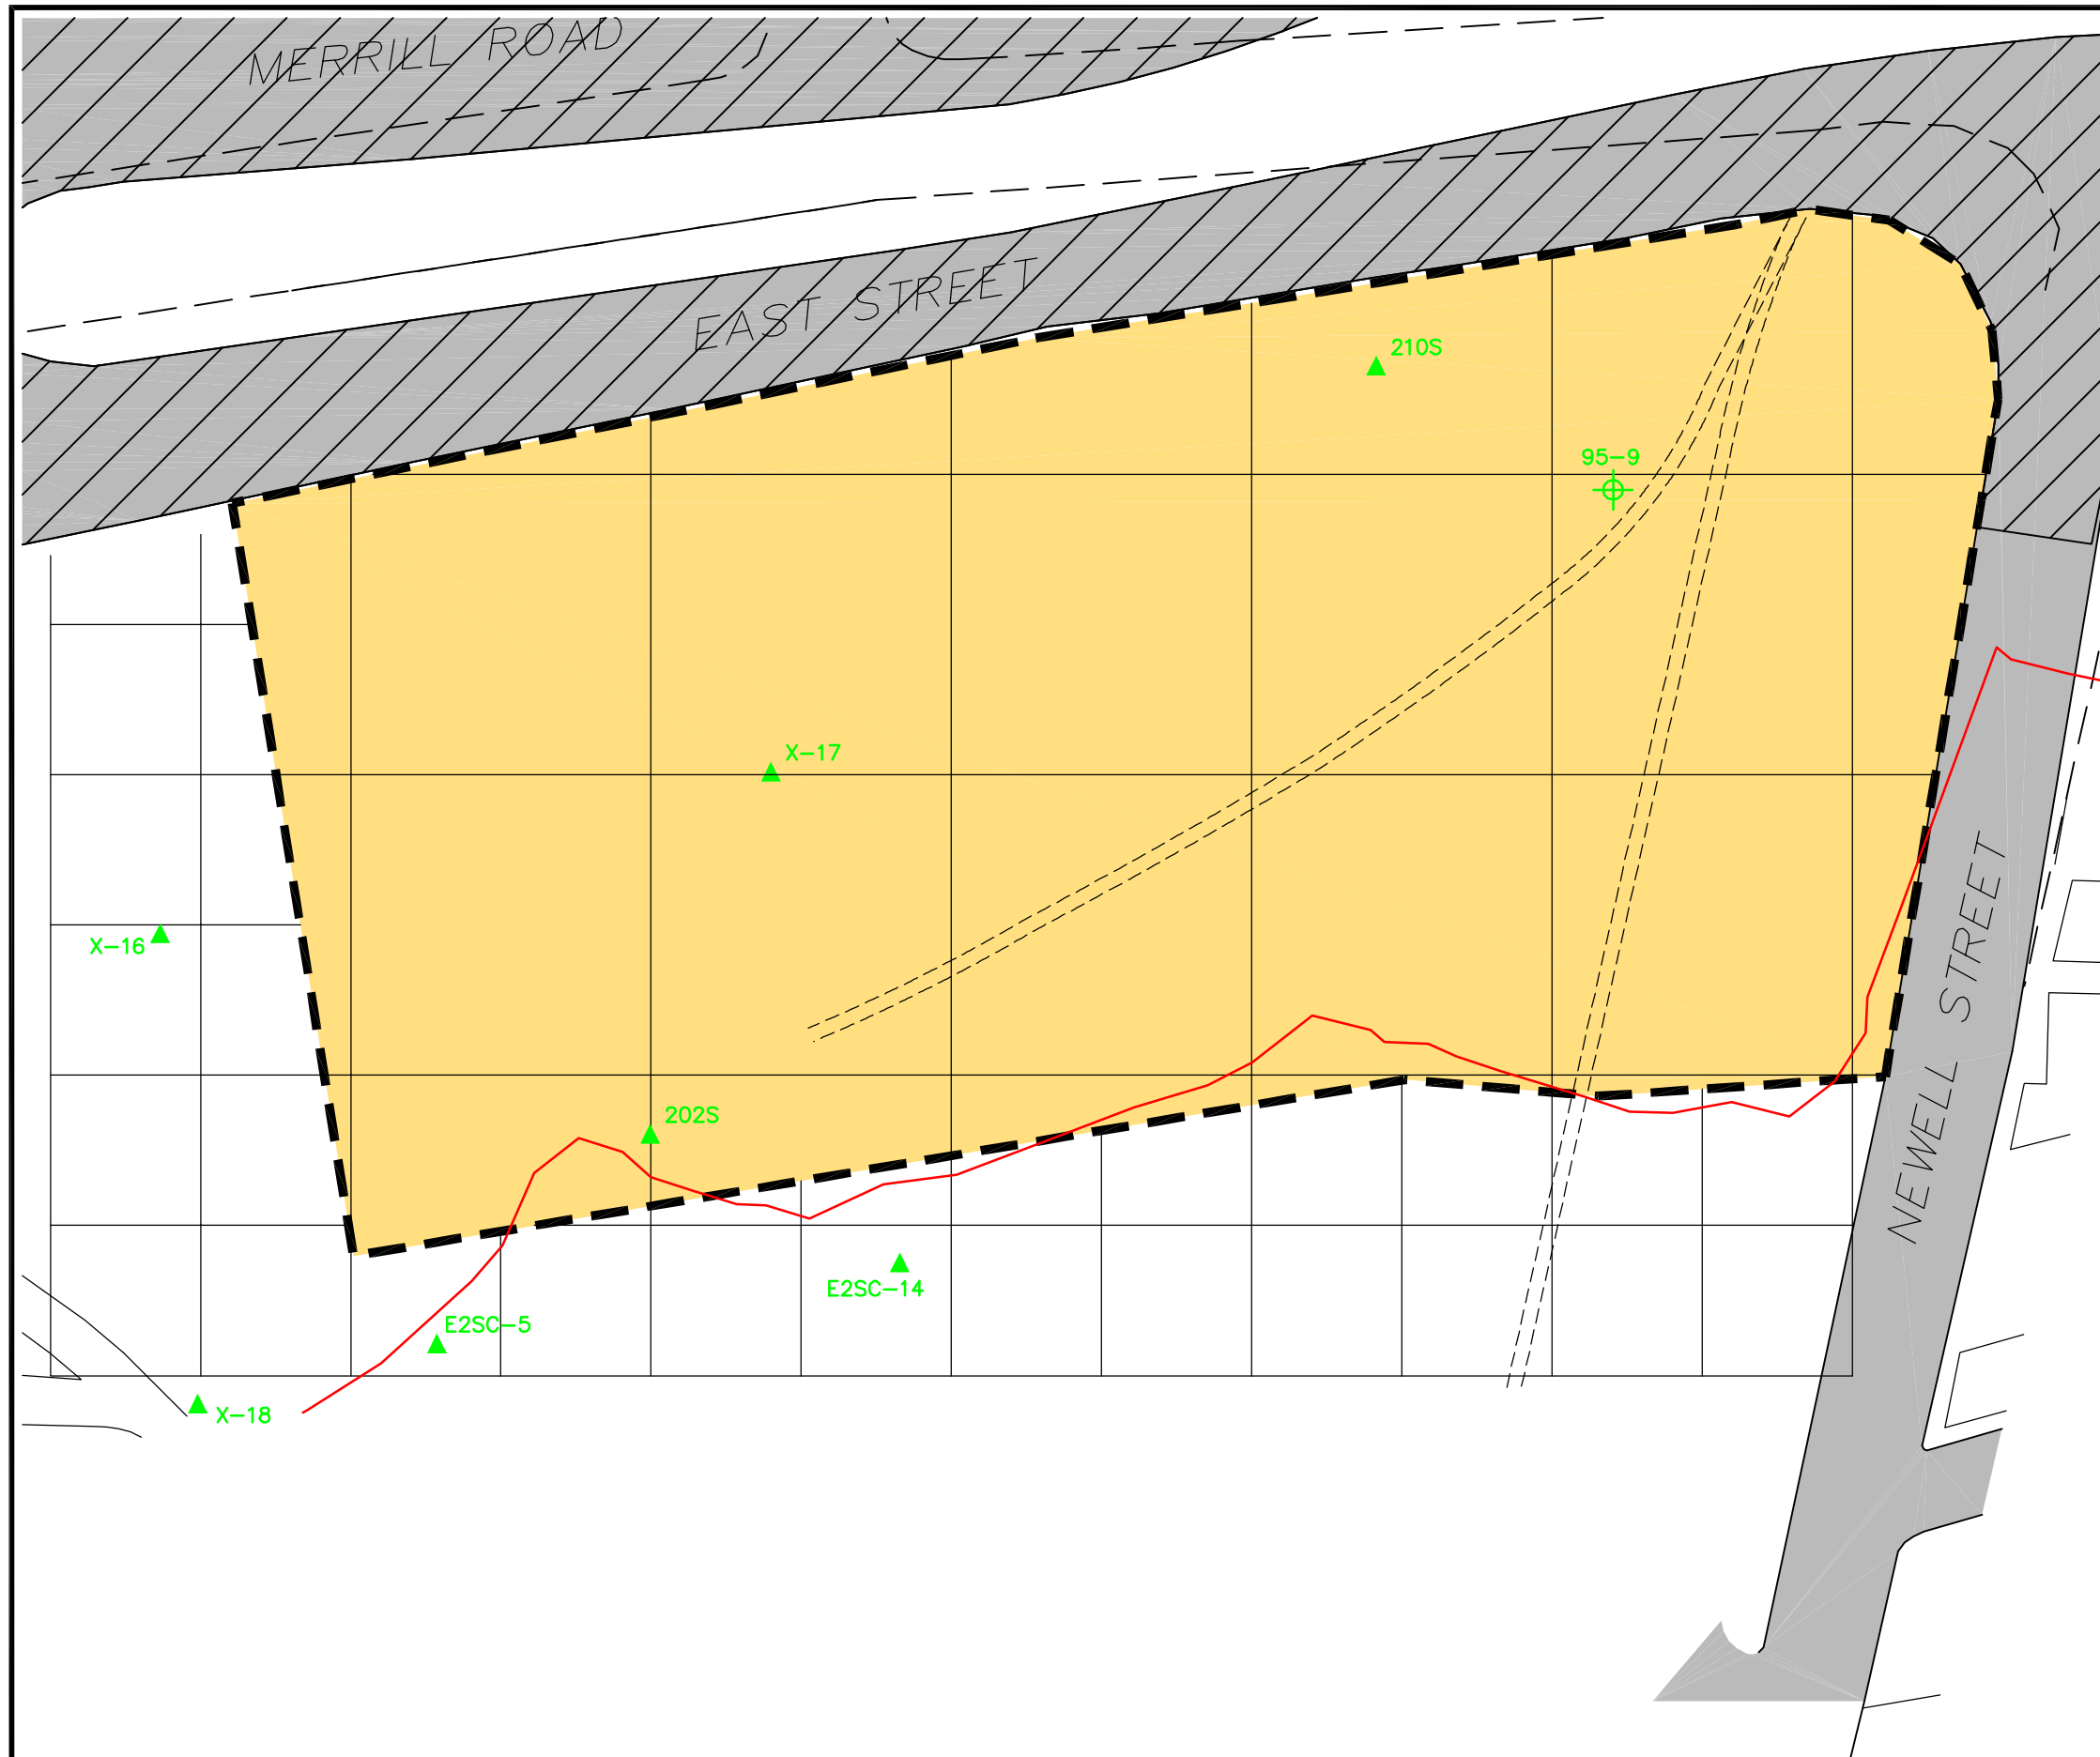 MERRILL ROAD
EAST STREET
210S
95-9
X-17
X-16
202S
E2SC-14
E2SC-5
X-18
NEWELL STREET